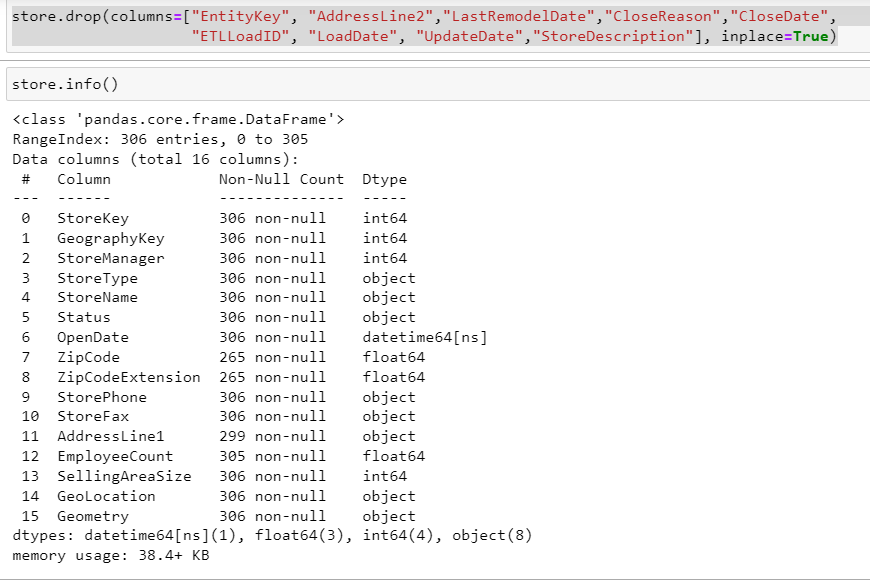 store.drop(columns=["EntityKey", "AddressLine2","LastRemodelDate","CloseReason","CloseDate",
                    "ETLLoadID", "LoadDate", "UpdateDate","StoreDescription"], inplace=True)
store.info()
<class 'pandas.core.frame.DataFrame'>
RangeIndex: 306 entries, 0 to 305
Data columns (total 16 columns):
 #   Column            Non-Null Count  Dtype
---  ------            --------------  -----
 0   StoreKey          306 non-null    int64
 1   GeographyKey      306 non-null    int64
 2   StoreManager      306 non-null    int64
 3   StoreType         306 non-null    object
 4   StoreName         306 non-null    object
 5   Status            306 non-null    object
 6   OpenDate          306 non-null    datetime64[ns]
 7   ZipCode           265 non-null    float64
 8   ZipCodeExtension  265 non-null    float64
 9   StorePhone        306 non-null    object
 10  StoreFax          306 non-null    object
 11  AddressLine1      299 non-null    object
 12  EmployeeCount     305 non-null    float64
 13  SellingAreaSize   306 non-null    int64
 14  GeoLocation       306 non-null    object
 15  Geometry          306 non-null    object
dtypes: datetime64[ns](1), float64(3), int64(4), object(8)
memory usage: 38.4+ KB